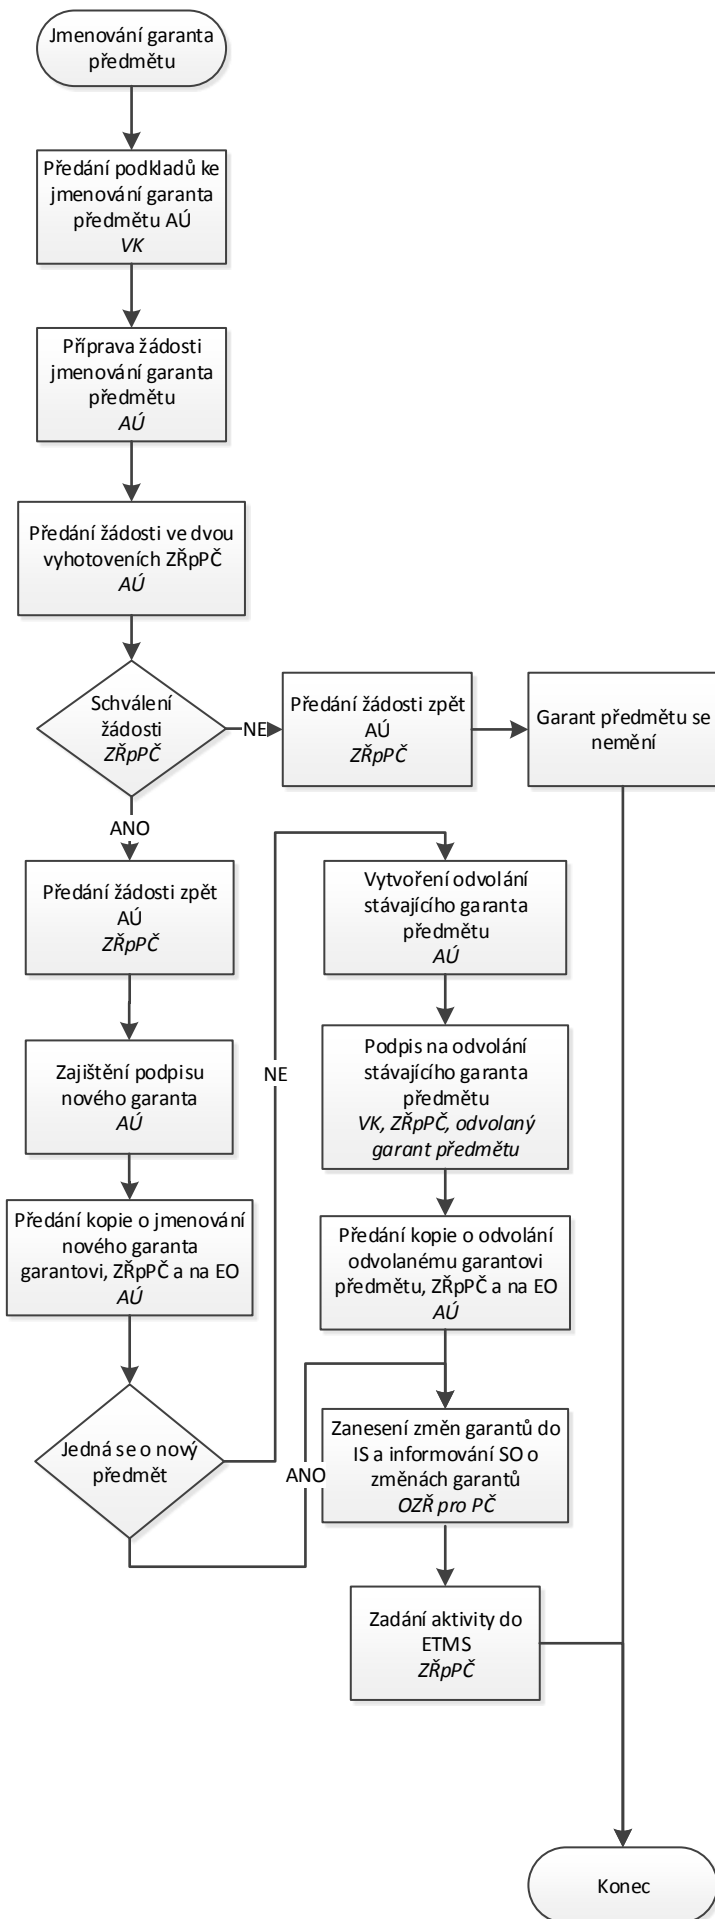 Jmenování garanta
předmětu
Předání podkladů ke
jmenování garanta
předmětu AÚ
VK
Příprava žádosti
jmenování garanta
předmětu
AÚ
Předání žádosti ve dvou
vyhotoveních ZŘpPČ
AÚ
Schválení
žádosti
ZŘpPČ
NE
Předání žádosti zpět
AÚ
ZŘpPČ
Garant předmětu se
nemění
ANO
Předání žádosti zpět
AÚ
ZŘpPČ
Zajištění podpisu
nového garanta
AÚ
Předání kopie o jmenování
nového garanta
garantovi, ZŘpPČ a na EO
AÚ
Jedná se o nový
předmět
NE
Vytvoření odvolání
stávajícího garanta
předmětu
AÚ
Podpis na odvolání
stávajícího garanta
předmětu
VK, ZŘpPČ, odvolaný
garant předmětu
Předání kopie o odvolání
odvolanému garantovi
předmětu, ZŘpPČ a na EO
AÚ
ANO
Zanesení změn garantů do
IS a informování SO o
změnách garantů
OZŘ pro PČ
Zadání aktivity do
ETMS
ZŘpPČ
Konec